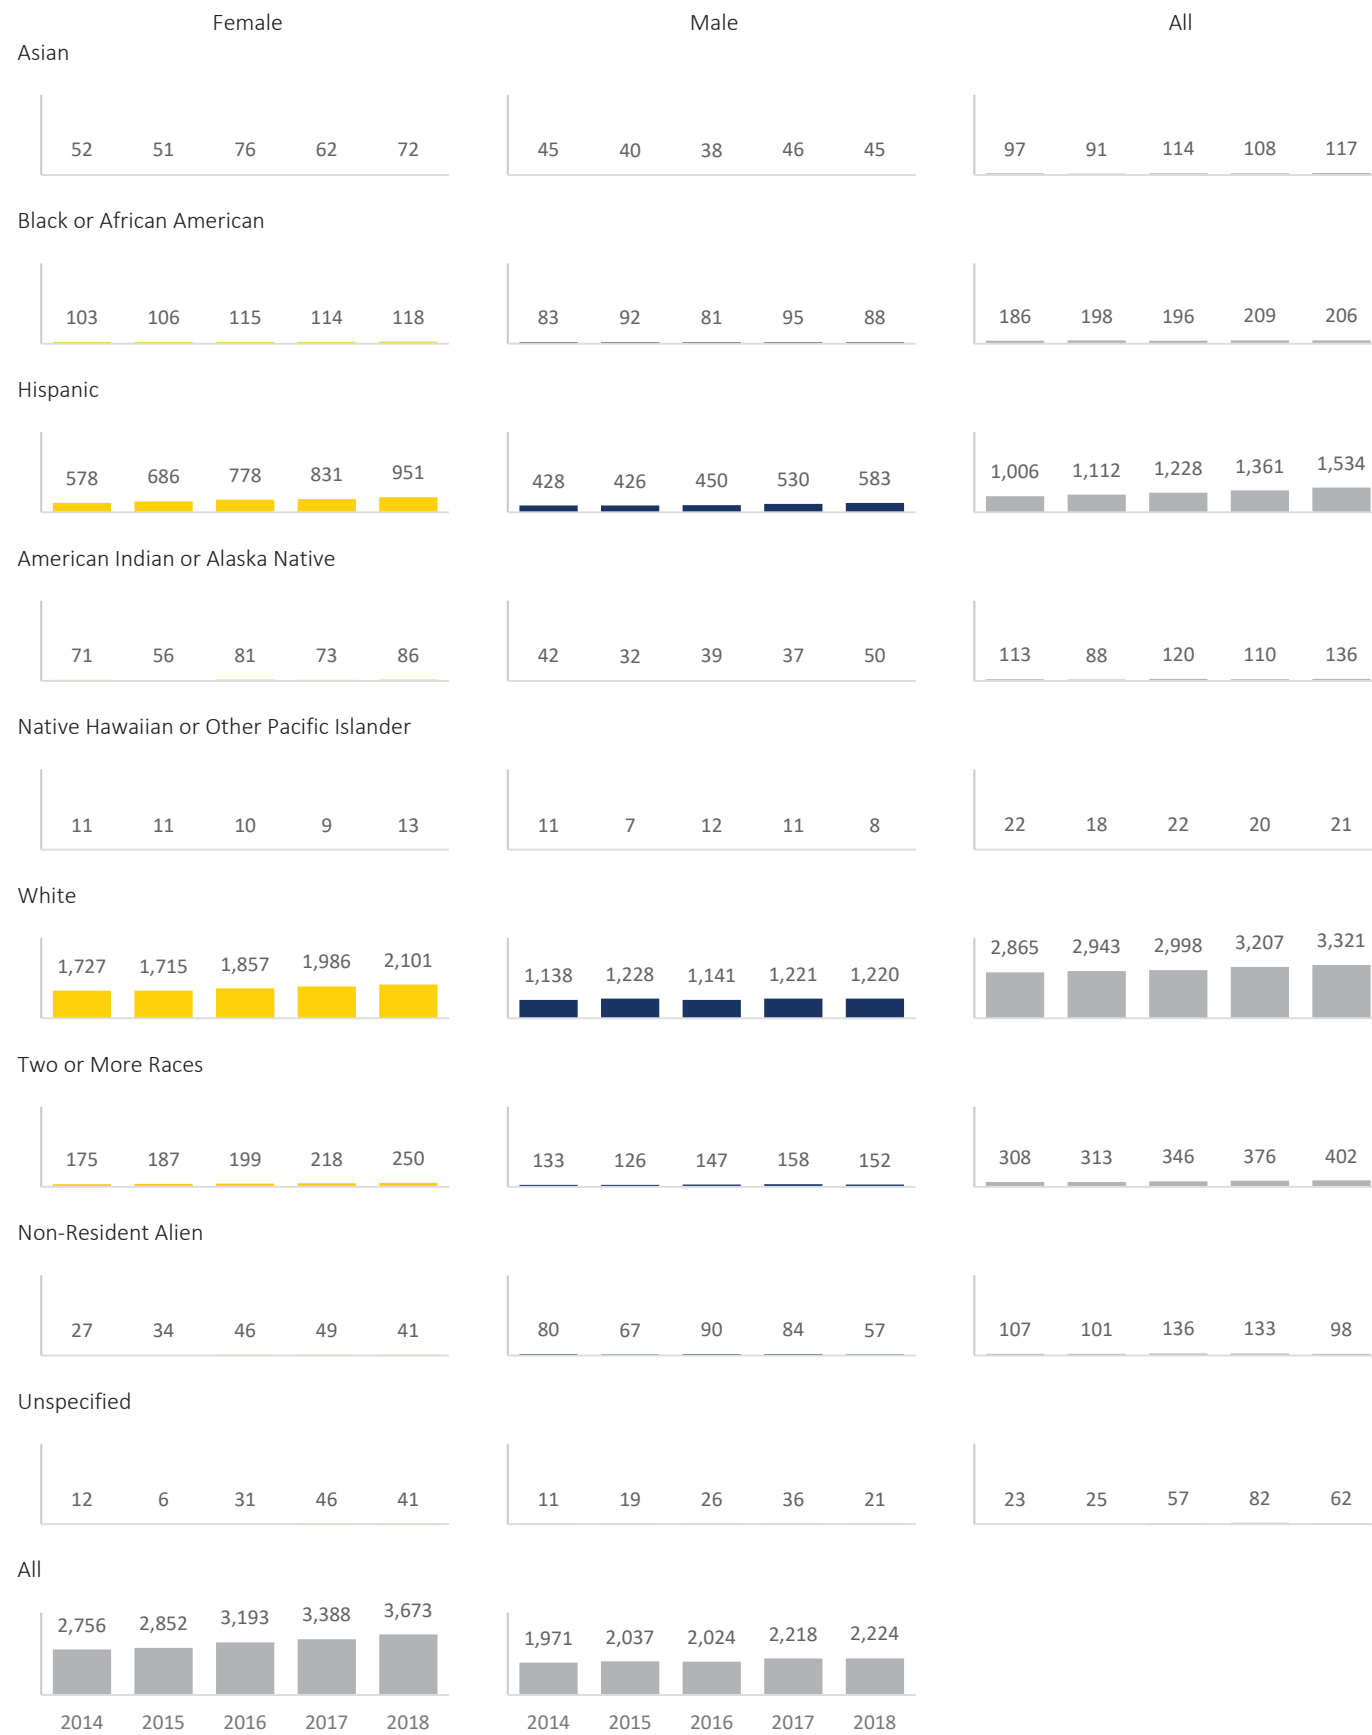 Female Male All
Asian
52 51 76 62 72 45 40 38 46 45 97 91 114 108 117
Black or African American
103 106 115 114 118 83 92 81 95 88 186 198 196 209 206
Hispanic
578 686 778 831 951 428 426 450 530 583 1,006 1,112 1,228 1,361 1,534
American Indian or Alaska Native
71 56 81 73 86 42 32 39 37 50 113 88 120 110 136
Native Hawaiian or Other Pacific Islander
11 11 10 9 13 11 7 12 11 8 22 18 22 20 21
White
1,727 1,715 1,857 1,986 2,101 1,138 1,228 1,141 1,221 1,220 2,865 2,943 2,998 3,207 3,321
Two or More Races
175 187 199 218 250 133 126 147 158 152 308 313 346 376 402
Non-Resident Alien
27 34 46 49 41 80 67 90 84 57 107 101 136 133 98
Unspecified
12 6 31 46 41 11 19 26 36 21 23 25 57 82 62
All
2,756 2,852 3,193 3,388 3,673 1,971 2,037 2,024 2,218 2,224
2014 2015 2016 2017 2018 2014 2015 2016 2017 2018